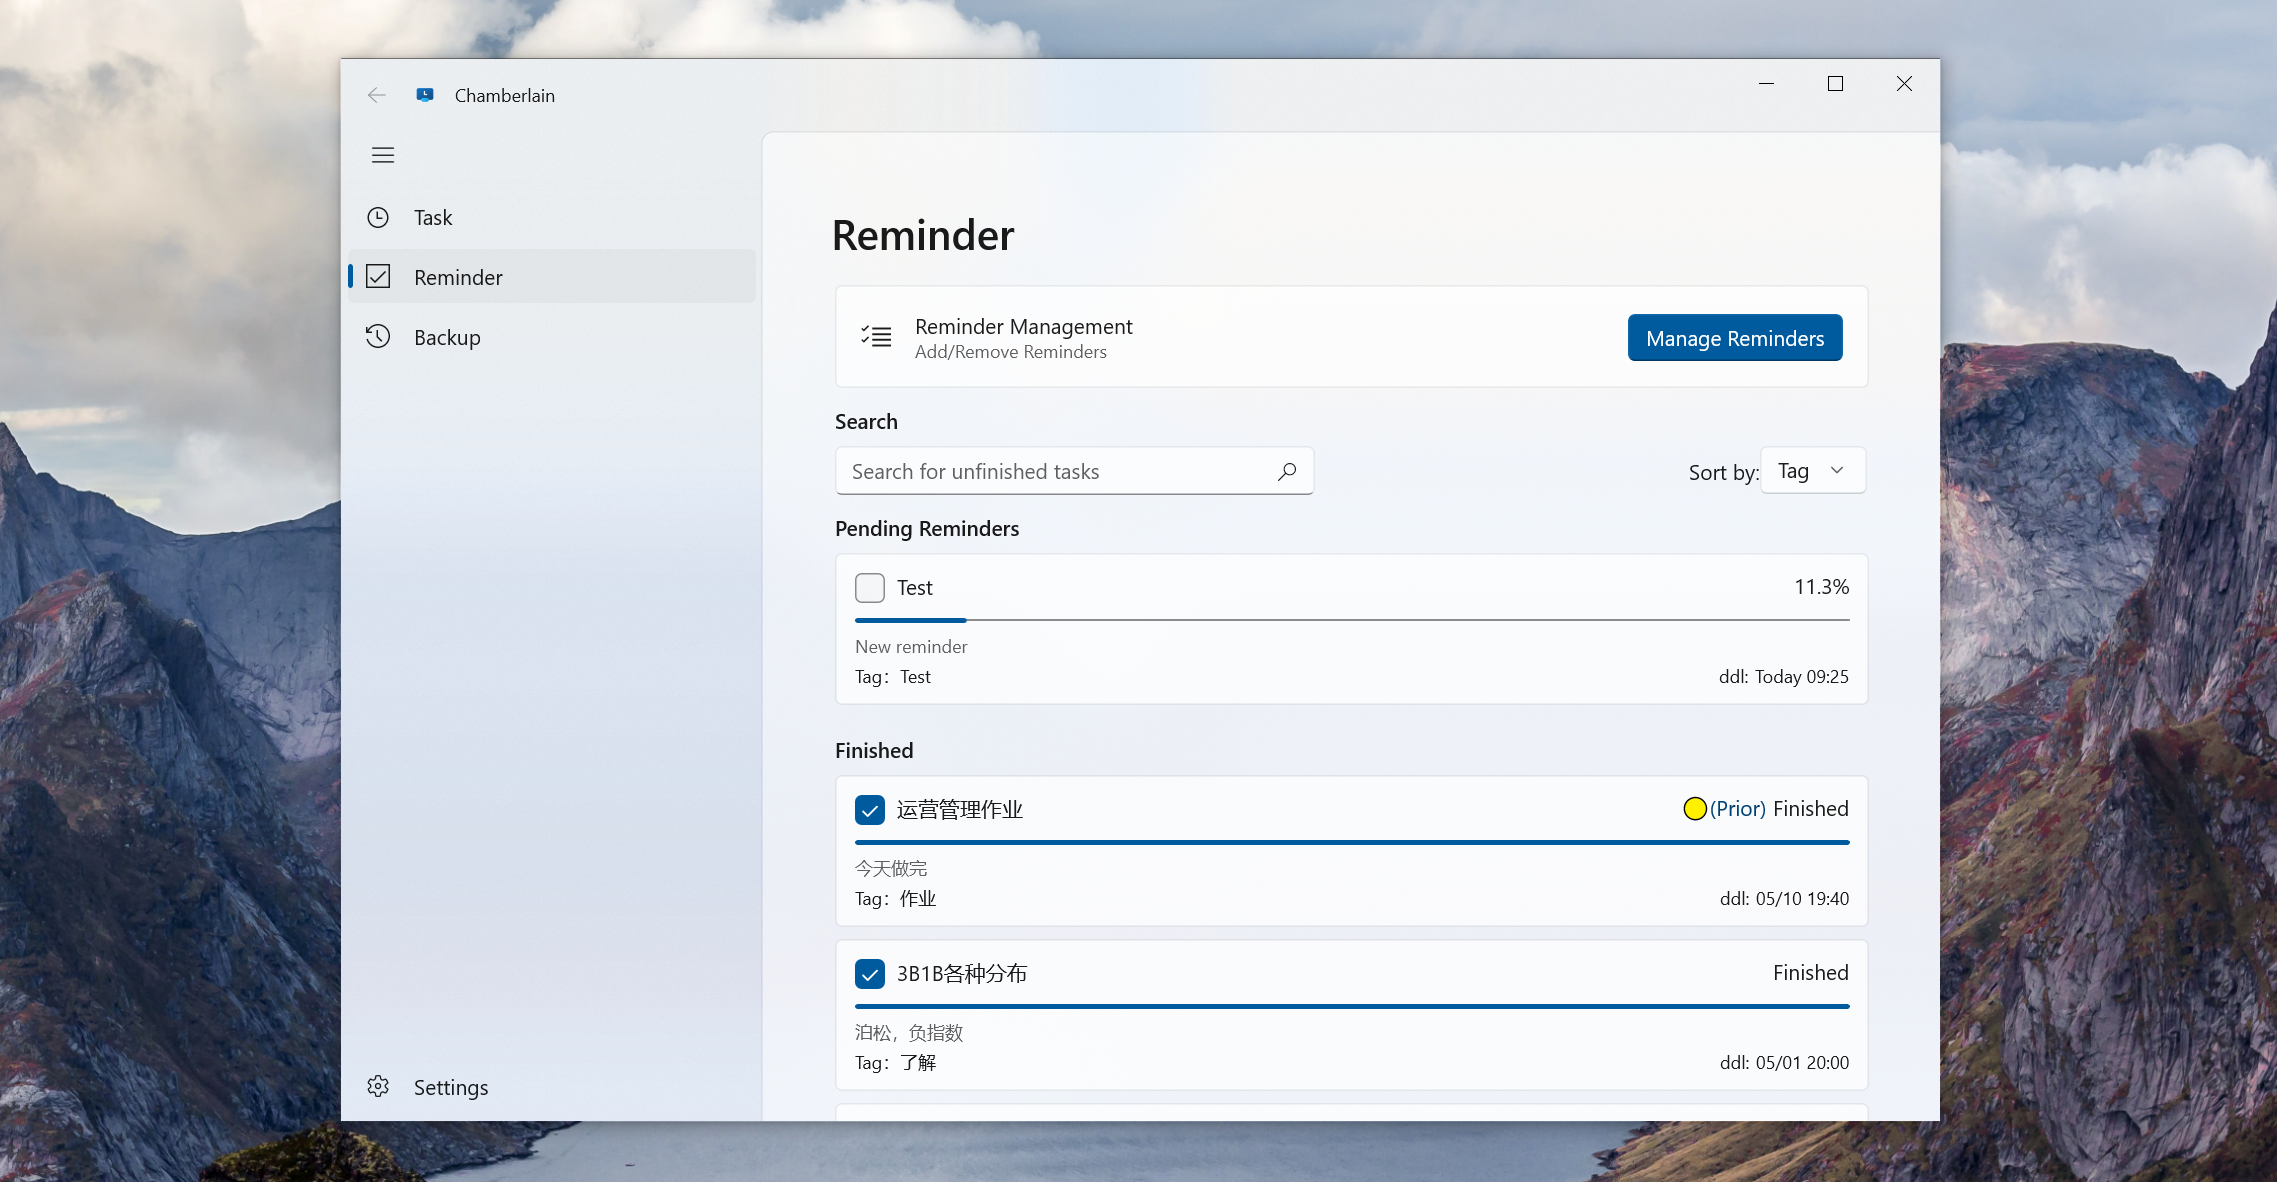 Chamberlain
Task
Reminder
Backup
Settings
Reminder
Reminder Management
Add/Remove Reminders
Manage Reminders
Search
Search for unfinished tasks
Sort by: Tag
Pending Reminders
Test 11.3%
New reminder
Tag：Test ddl: Today 09:25
Finished
运营管理作业 (Prior) Finished
今天做完
Tag：作业 ddl: 05/10 19:40
3B1B各种分布 Finished
泊松，负指数
Tag：了解 ddl: 05/01 20:00